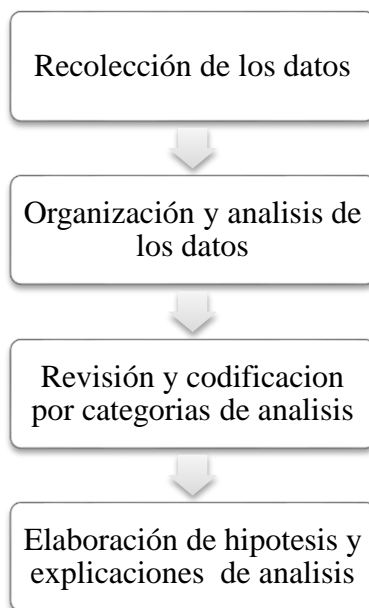 Recolección de los datos
Organización y analisis de
los datos
Revisión y codificacion
por categorias de analisis
Elaboración de hipotesis y
explicaciones de analisis